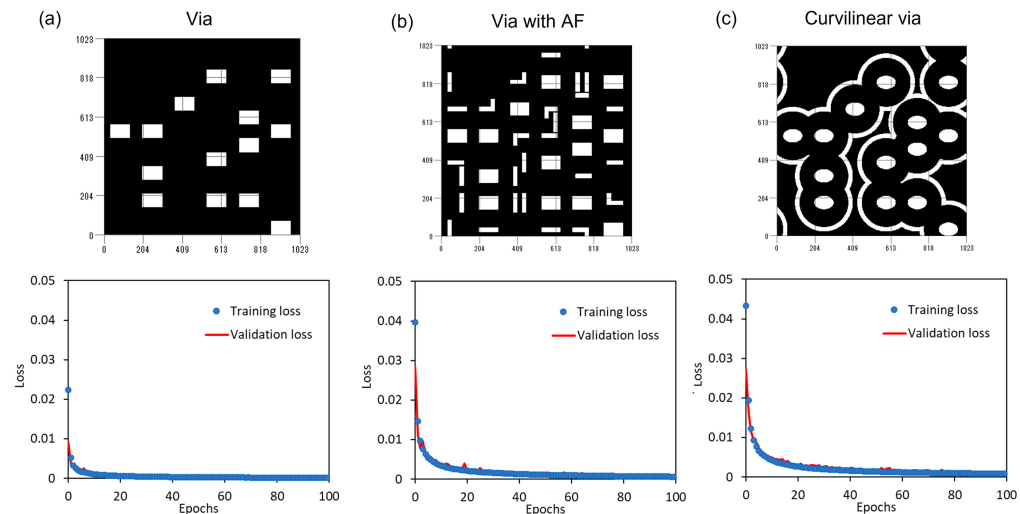 (a) Via
(b) Via with AF
(c) Curvilinear via
1023
818
613
409
204
0
0 204 409 613 818 1023
1023
818
613
409
204
0
0 204 409 613 818 1023
1023
818
613
409
204
0
0 204 409 613 818 1023
0.05
0.04
0.03
0.02
0.01
0
Loss
Training loss
Validation loss
0 20 40 60 80 100
Epochs
0.05
0.04
0.03
0.02
0.01
0
Loss
Training loss
Validation loss
0 20 40 60 80 100
Epochs
0.05
0.04
0.03
0.02
0.01
0
Loss
Training loss
Validation loss
0 20 40 60 80 100
Epochs